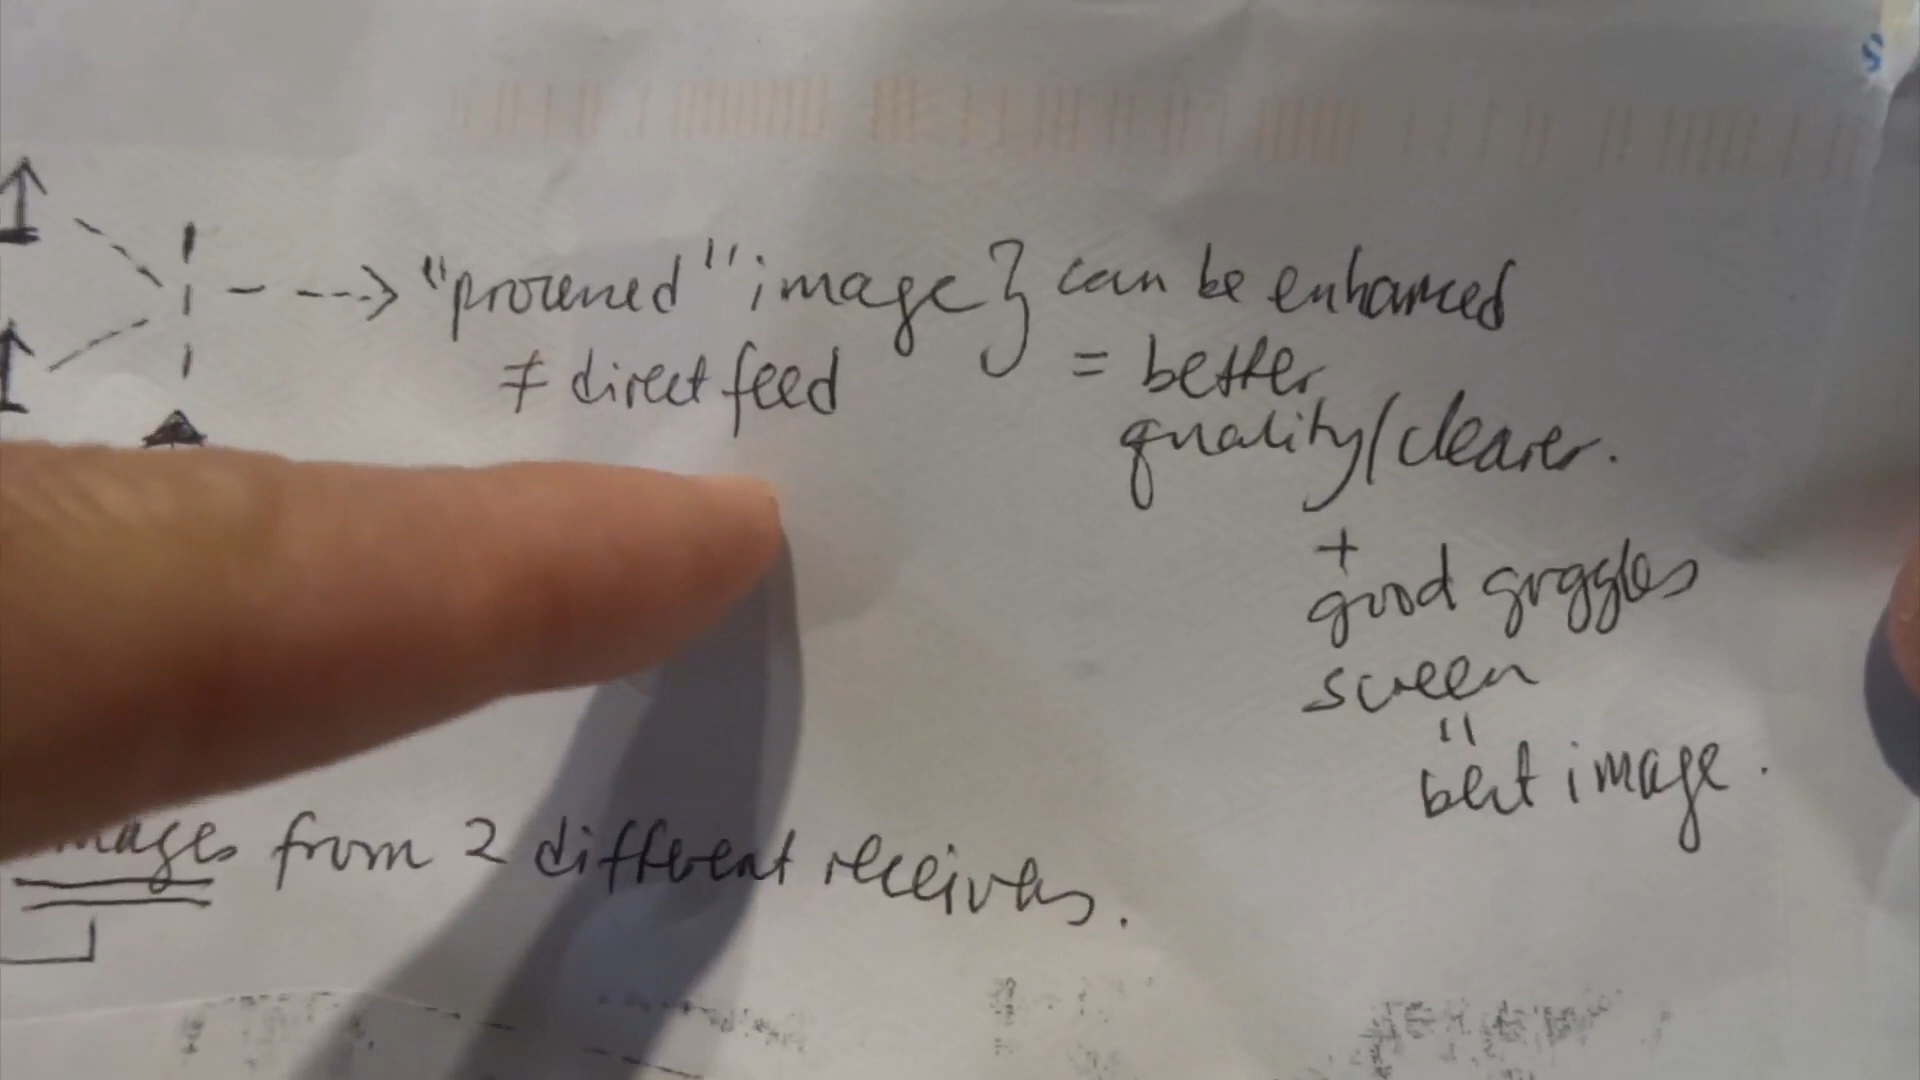 "processed" image } can be enhanced
≠ direct feed
= better
quality/clearer.
+
good goggles
screen
=
best image.
images from 2 different receivers.